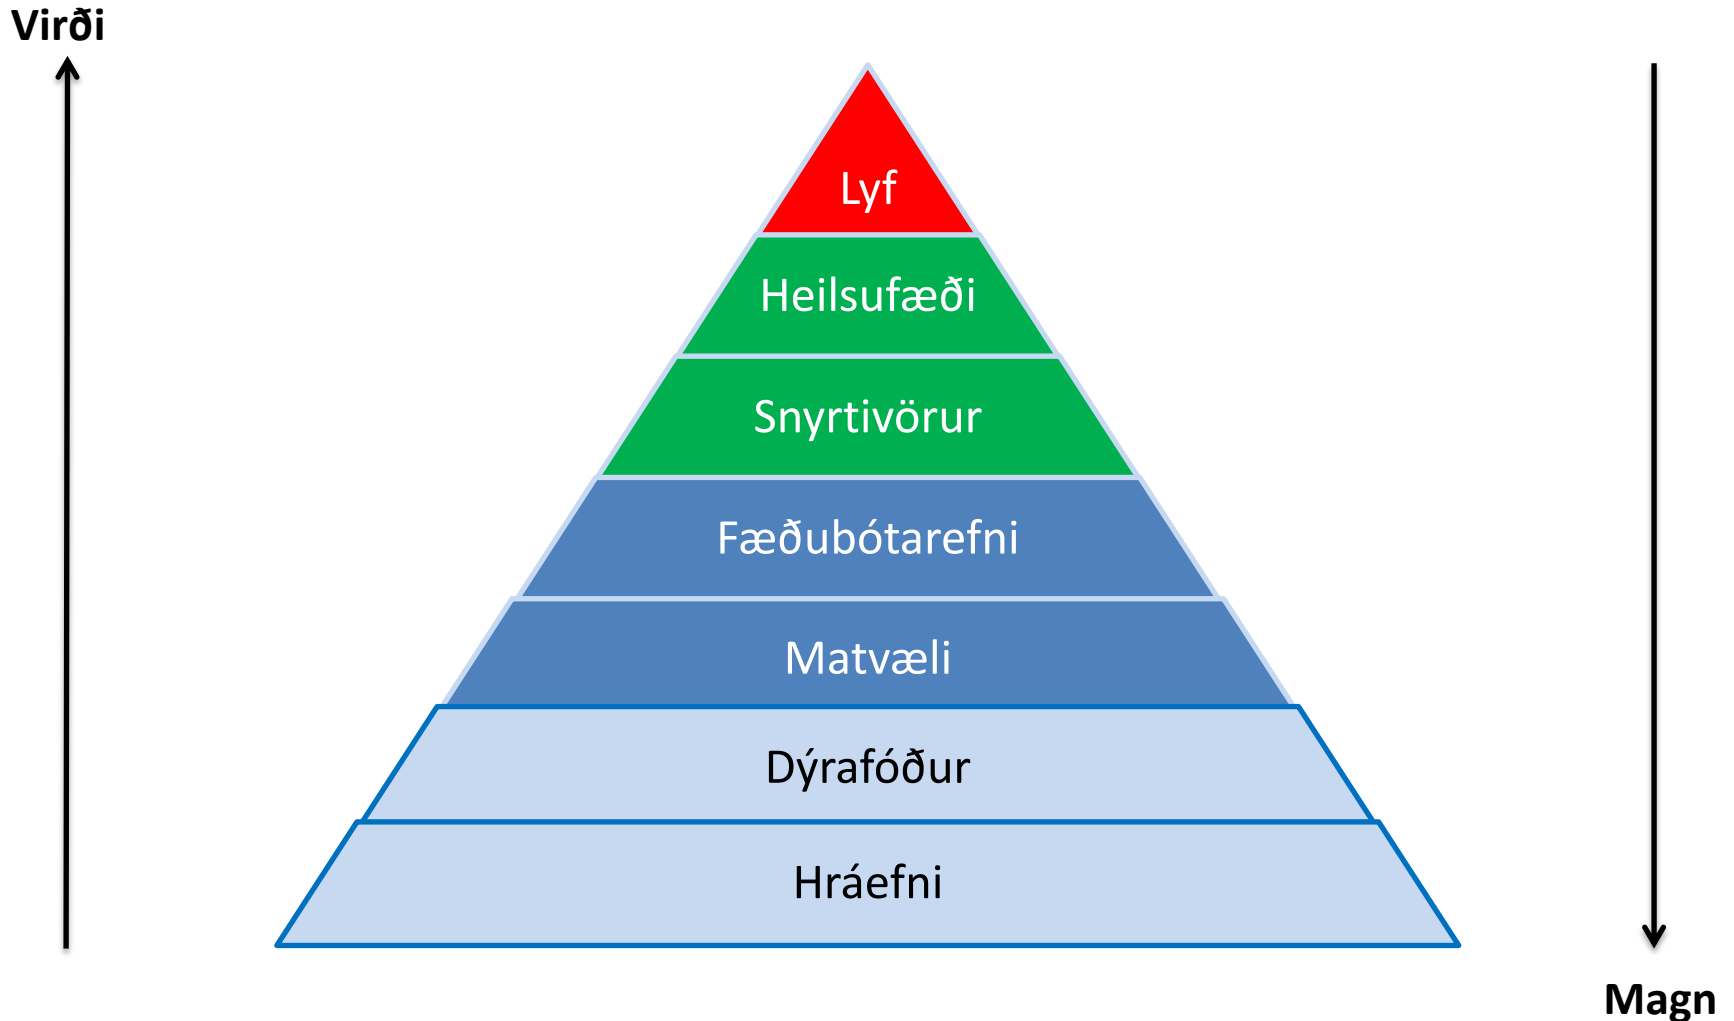 Virði
Lyf
Heilsufæði
Snyrtivörur
Fæðubótarefni
Matvæli
Dýrafóður
Hráefni
Magn